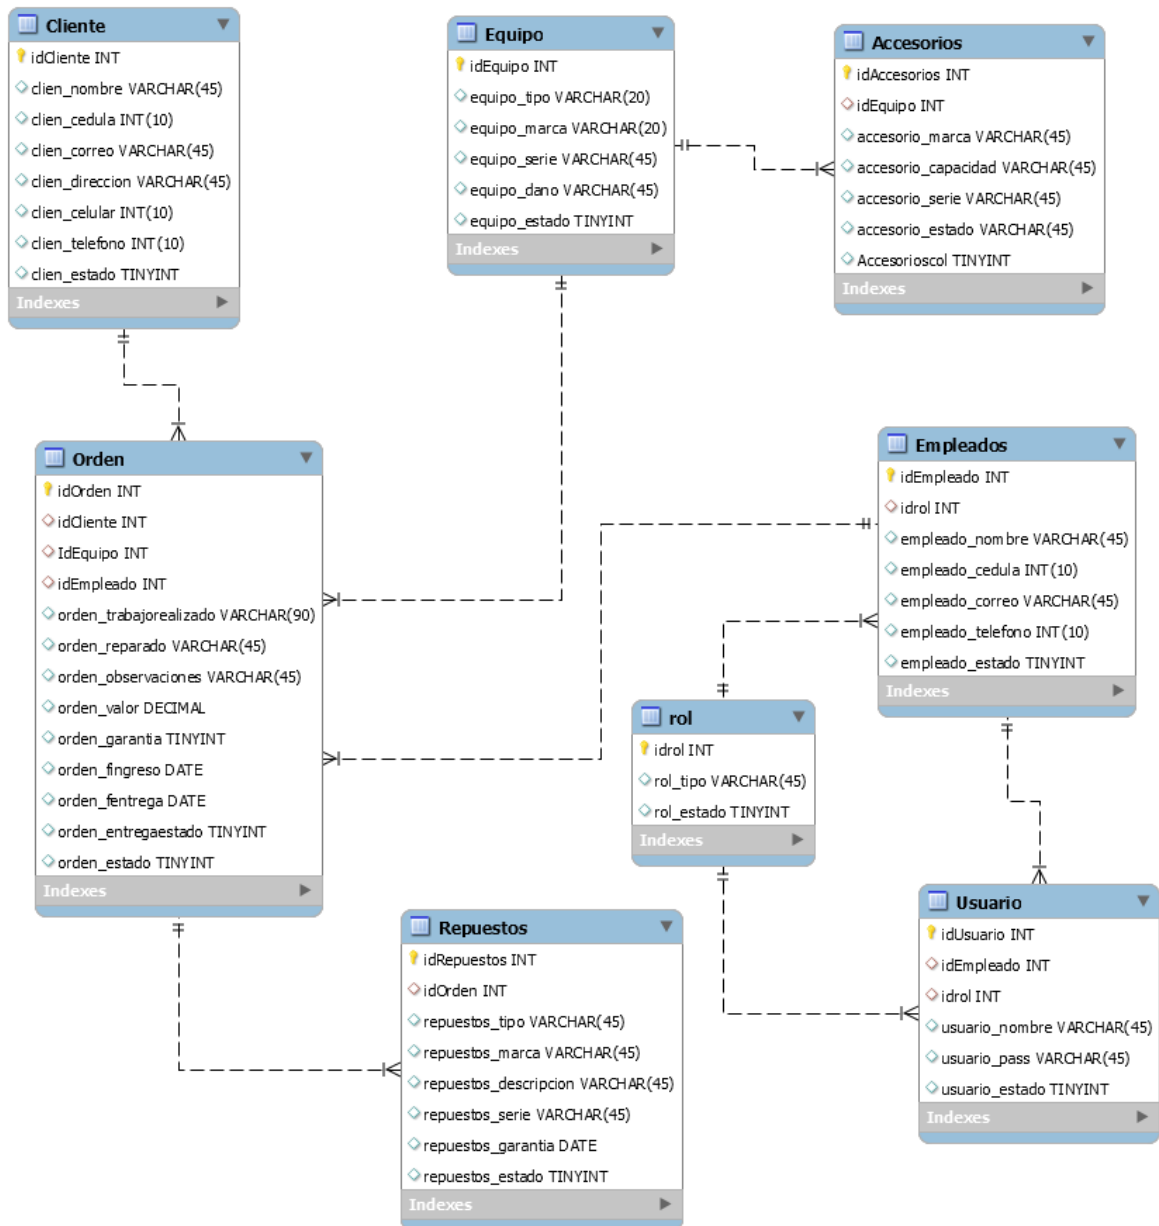 Cliente
idCliente INT
clien_nombre VARCHAR(45)
clien_cedula INT(10)
clien_correo VARCHAR(45)
clien_direccion VARCHAR(45)
clien_celular INT(10)
clien_telefono INT(10)
clien_estado TINYINT
Indexes
Equipo
idEquipo INT
equipo_tipo VARCHAR(20)
equipo_marca VARCHAR(20)
equipo_serie VARCHAR(45)
equipo_dano VARCHAR(45)
equipo_estado TINYINT
Indexes
Accesorios
idAccesorios INT
idEquipo INT
accesorio_marca VARCHAR(45)
accesorio_capacidad VARCHAR(45)
accesorio_serie VARCHAR(45)
accesorio_estado VARCHAR(45)
Accesorioscol TINYINT
Indexes
Orden
idOrden INT
idCliente INT
IdEquipo INT
idEmpleado INT
orden_trabajorealizado VARCHAR(90)
orden_reparado VARCHAR(45)
orden_observaciones VARCHAR(45)
orden_valor DECIMAL
orden_garantia TINYINT
orden_fingreso DATE
orden_fentrega DATE
orden_entregaestado TINYINT
orden_estado TINYINT
Indexes
Empleados
idEmpleado INT
idrol INT
empleado_nombre VARCHAR(45)
empleado_cedula INT(10)
empleado_correo VARCHAR(45)
empleado_telefono INT(10)
empleado_estado TINYINT
Indexes
rol
idrol INT
rol_tipo VARCHAR(45)
rol_estado TINYINT
Indexes
Repuestos
idRepuestos INT
idOrden INT
repuestos_tipo VARCHAR(45)
repuestos_marca VARCHAR(45)
repuestos_descripcion VARCHAR(45)
repuestos_serie VARCHAR(45)
repuestos_garantia DATE
repuestos_estado TINYINT
Indexes
Usuario
idUsuario INT
idEmpleado INT
idrol INT
usuario_nombre VARCHAR(45)
usuario_pass VARCHAR(45)
usuario_estado TINYINT
Indexes